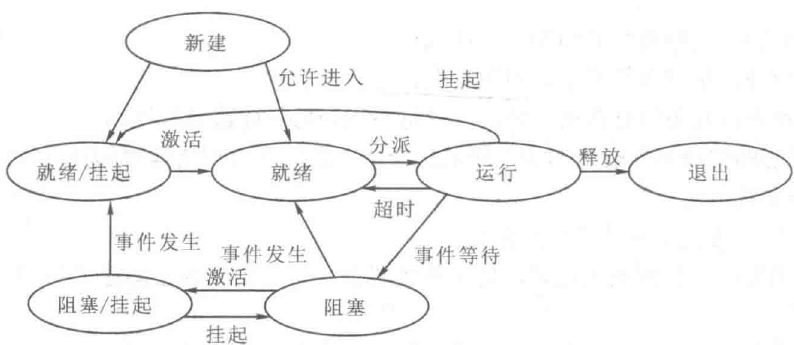 新建
允许进入
挂起
激活
分派
释放
就绪/挂起
就绪
运行
退出
超时
事件发生
事件发生
事件等待
激活
阻塞/挂起
阻塞
挂起